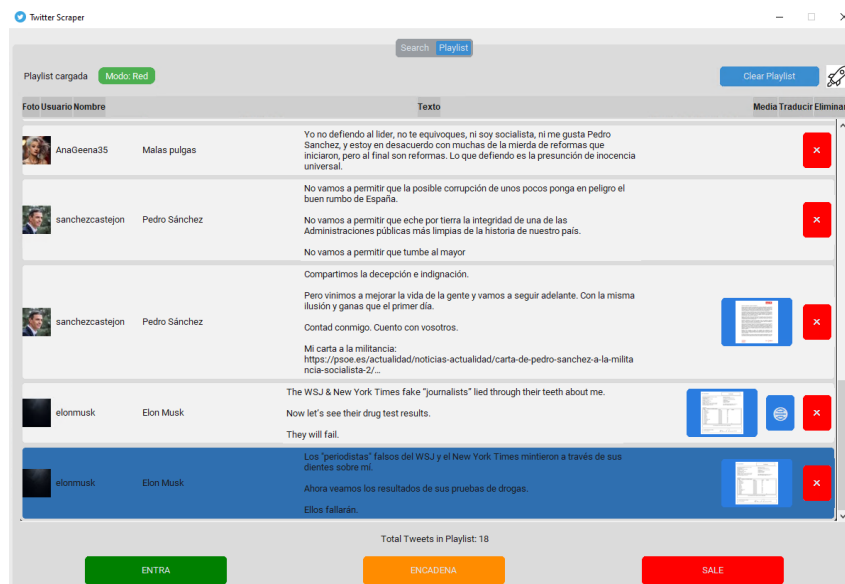 Twitter Scraper
Search Playlist
Playlist cargada Modo: Red Clear Playlist
Foto Usuario Nombre Texto Media Traducir Eliminar
AnaGeena35 Malas pulgas
Yo no defiendo al lider, no te equivoques, ni soy socialista, ni me gusta Pedro
Sanchez, y estoy en desacuerdo con muchas de la mierda de reformas que
iniciaron, pero al final son reformas. Lo que defiendo es la presunción de inocencia
universal.
sanchezcastejon Pedro Sánchez
No vamos a permitir que la posible corrupción de unos pocos ponga en peligro el
buen rumbo de España.
No vamos a permitir que eche por tierra la integridad de una de las
Administraciones públicas más limpias de la historia de nuestro país.
No vamos a permitir que tumbe al mayor
sanchezcastejon Pedro Sánchez
Compartimos la decepción e indignación.
Pero vinimos a mejorar la vida de la gente y vamos a seguir adelante. Con la misma
ilusión y ganas que el primer día.
Contad conmigo. Cuento con vosotros.
Mi carta a la militancia:
https://psoe.es/actualidad/noticias-actualidad/carta-de-pedro-sanchez-a-la-milita
ncia-socialista-2/…
elonmusk Elon Musk
The WSJ & New York Times fake “journalists” lied through their teeth about me.
Now let’s see their drug test results.
They will fail.
elonmusk Elon Musk
Los "periodistas" falsos del WSJ y el New York Times mintieron a través de sus
dientes sobre mí.
Ahora veamos los resultados de sus pruebas de drogas.
Ellos fallarán.
Total Tweets in Playlist: 18
ENTRA ENCADENA SALE